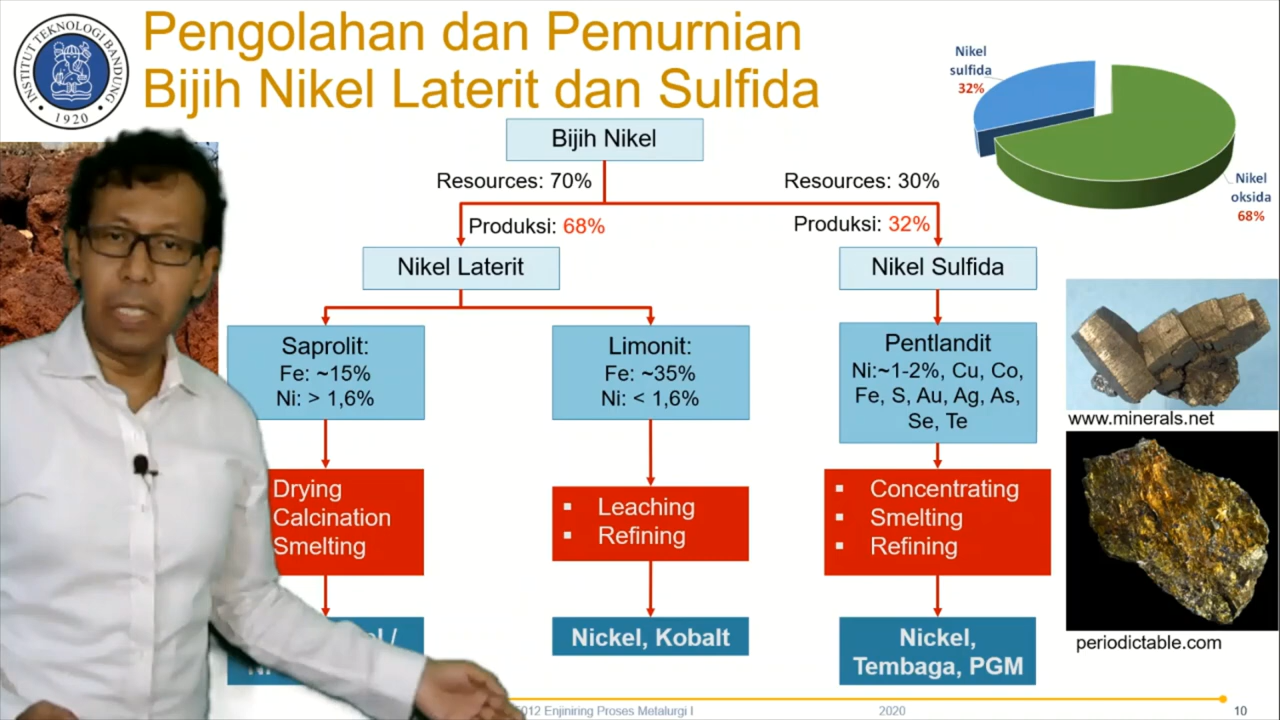 Pengolahan dan Pemurnian
Bijih Nikel Laterit dan Sulfida
INSTITUT TEKNOLOGI BANDUNG
1920
Nikel
sulfida
32%
Nikel
oksida
68%
Bijih Nikel
Resources: 70%
Resources: 30%
Produksi: 68%
Produksi: 32%
Nikel Laterit
Nikel Sulfida
Saprolit:
Fe: ~15%
Ni: > 1,6%
Limonit:
Fe: ~35%
Ni: < 1,6%
Pentlandit
Ni:~1-2%, Cu, Co,
Fe, S, Au, Ag, As,
Se, Te
www.minerals.net
Drying
Calcination
Smelting
▪ Leaching
▪ Refining
▪ Concentrating
▪ Smelting
▪ Refining
Nickel, Kobalt
Nickel,
Tembaga, PGM
periodictable.com
012 Enjiniring Proses Metalurgi I
2020
10